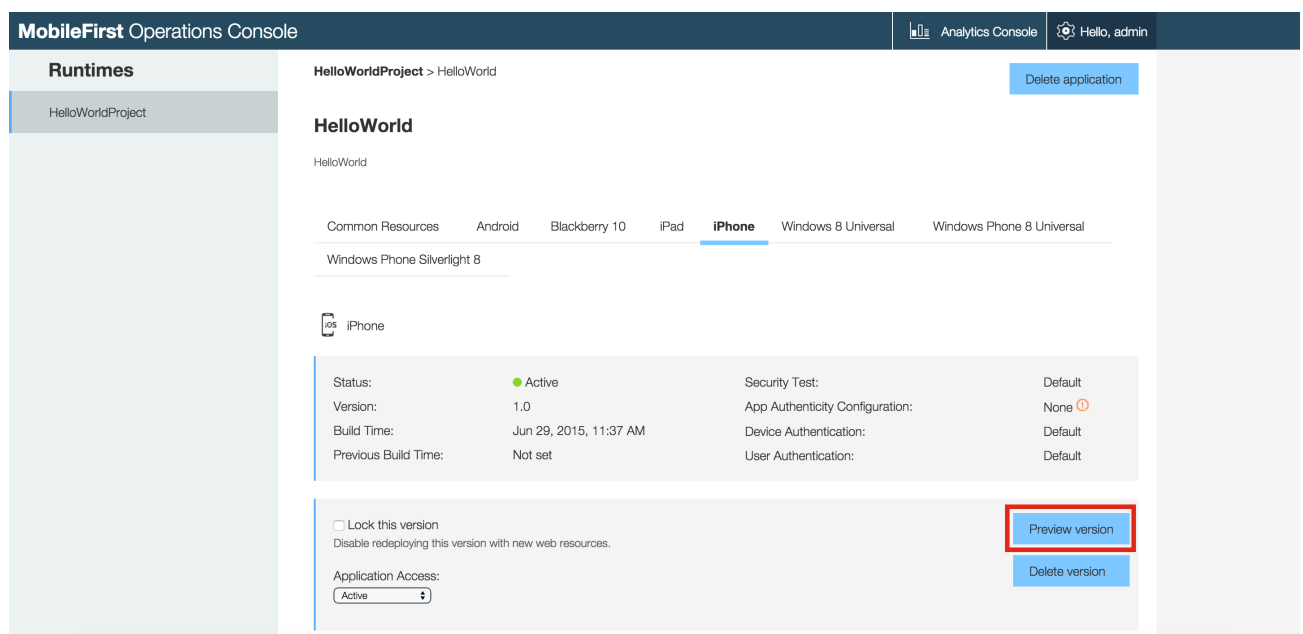 MobileFirst Operations Console
Analytics Console
Hello, admin
Runtimes
HelloWorldProject
HelloWorldProject > HelloWorld
Delete application
HelloWorld
HelloWorld
Common Resources Android Blackberry 10 iPad iPhone Windows 8 Universal Windows Phone 8 Universal
Windows Phone Silverlight 8
iOS iPhone
Status: Active Security Test: Default
Version: 1.0 App Authenticity Configuration: None
Build Time: Jun 29, 2015, 11:37 AM Device Authentication: Default
Previous Build Time: Not set User Authentication: Default
Lock this version
Disable redeploying this version with new web resources.
Preview version
Application Access:
Active
Delete version